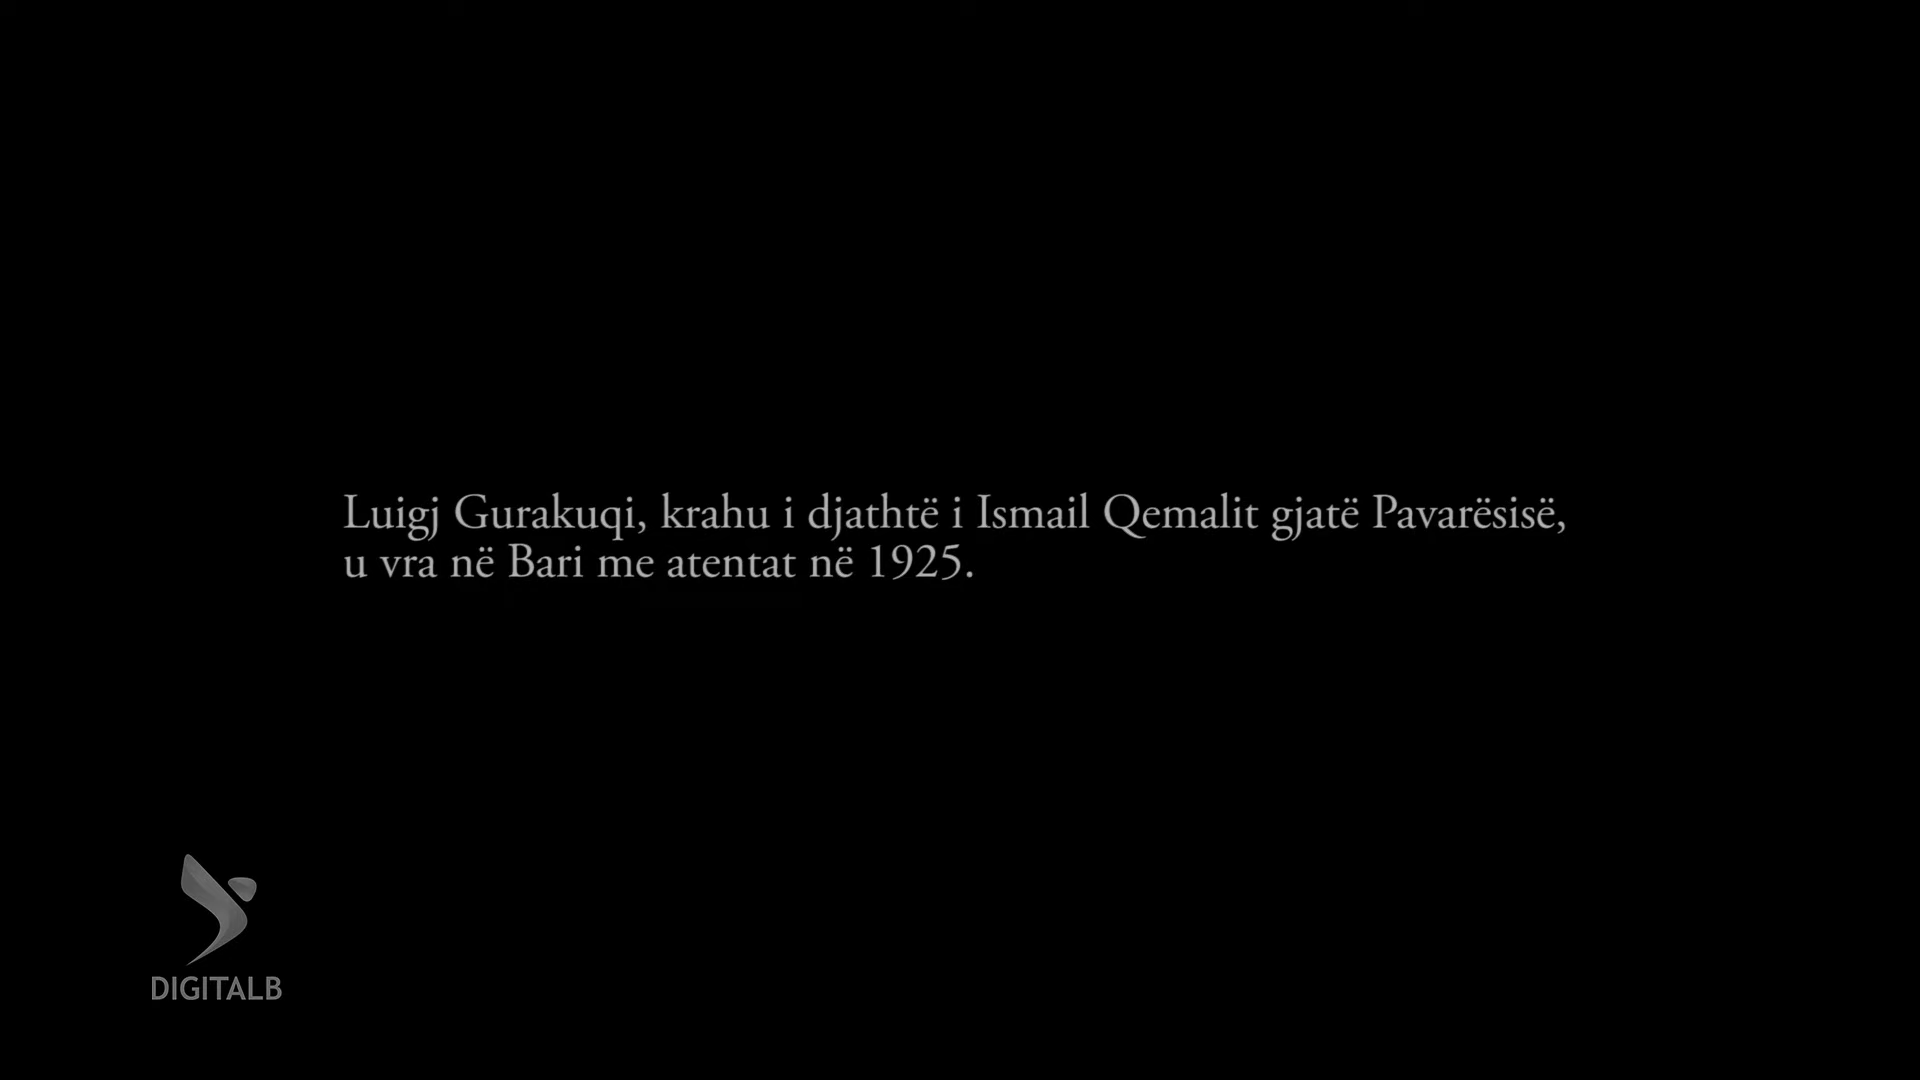 Luigj Gurakuqi, krahu i djathtë i Ismail Qemalit gjatë Pavarësisë,
u vra në Bari me atentat në 1925.
DIGITALB